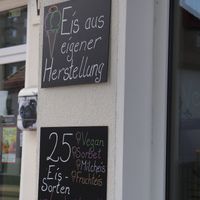 Eis aus
eigener
Herstellung
25
Eis-
Sorten
Vegan
Sorbet
Milcheis
Fruchteis